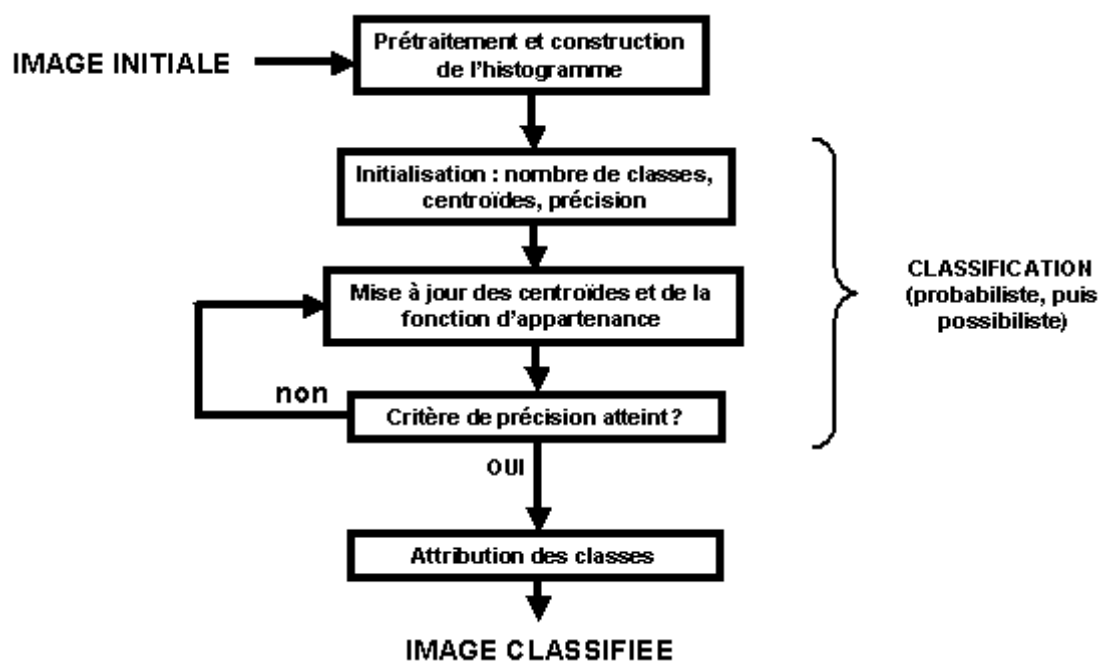 IMAGE INITIALE
Prétraitement et construction
de l'histogramme
Initialisation : nombre de classes,
centroïdes, précision
Mise à jour des centroïdes et de la
fonction d'appartenance
non
Critère de précision atteint ?
OUI
Attribution des classes
IMAGE CLASSIFIEE
CLASSIFICATION
(probabiliste, puis
possibiliste)